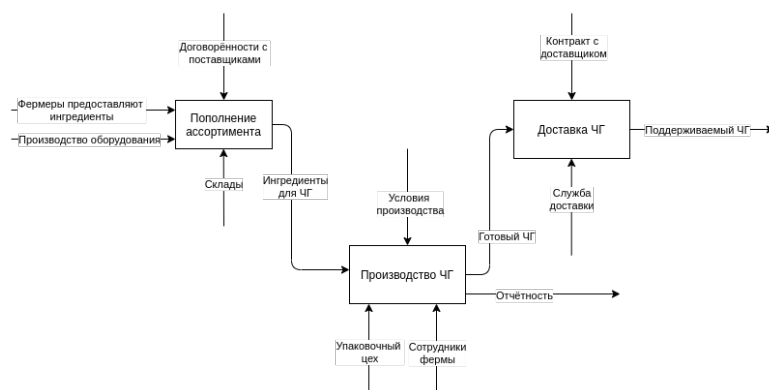 Договорённости с
поставщиками
Контракт с
доставщиком
Фермеры предоставляют
ингредиенты
Производство оборудования
Пополнение
ассортимента
Доставка ЧГ
Поддерживаемый ЧГ
Склады
Ингредиенты
для ЧГ
Условия
производства
Служба
доставки
Готовый ЧГ
Производство ЧГ
Отчётность
Упаковочный
цех
Сотрудники
фермы